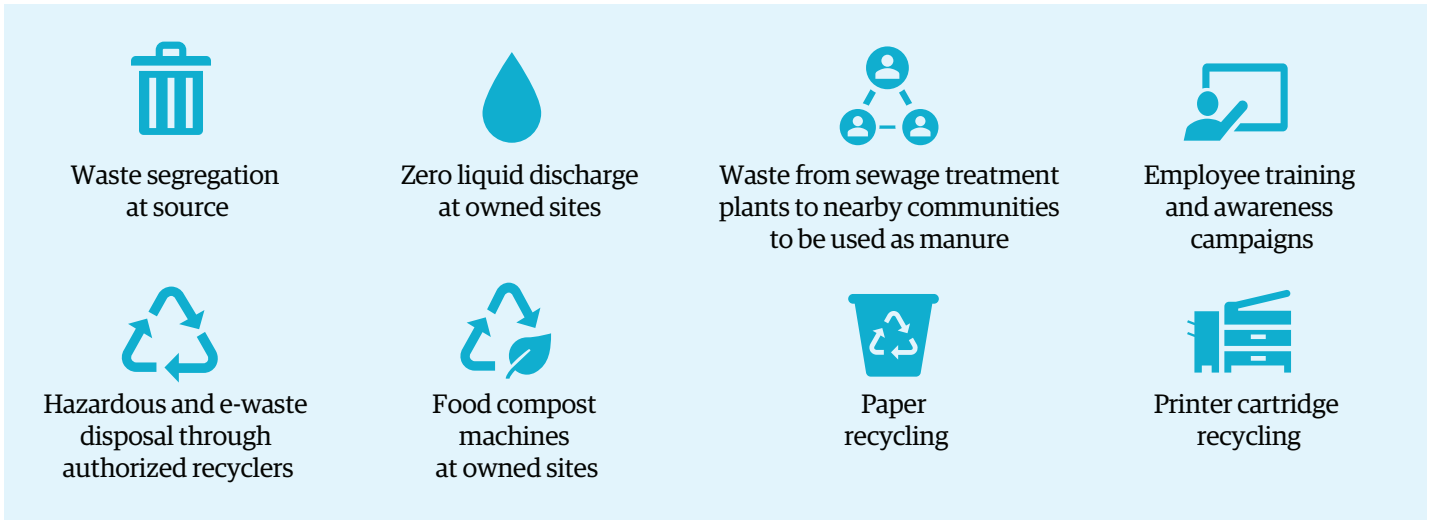 Waste segregation
at source
Zero liquid discharge
at owned sites
Waste from sewage treatment
plants to nearby communities
to be used as manure
Employee training
and awareness
campaigns
Hazardous and e-waste
disposal through
authorized recyclers
Food compost
machines
at owned sites
Paper
recycling
Printer cartridge
recycling